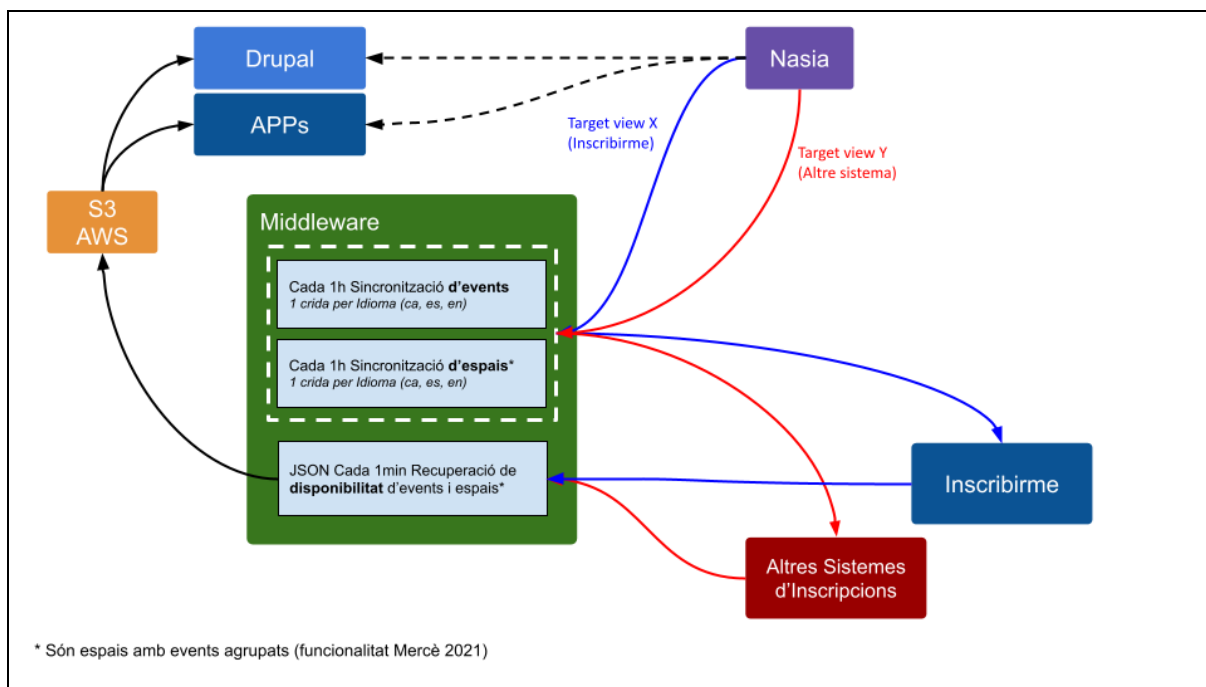 Drupal
Nasia
APPs
Target view X
(Inscribirme)
Target view Y
(Altre sistema)
S3
AWS
Middleware
Cada 1h Sincronització d'events
1 crida per Idioma (ca, es, en)
Cada 1h Sincronització d'espais*
1 crida per Idioma (ca, es, en)
JSON Cada 1min Recuperació de
disponibilitat d'events i espais*
Inscribirme
Altres Sistemes
d'Inscripcions
* Són espais amb events agrupats (funcionalitat Mercè 2021)